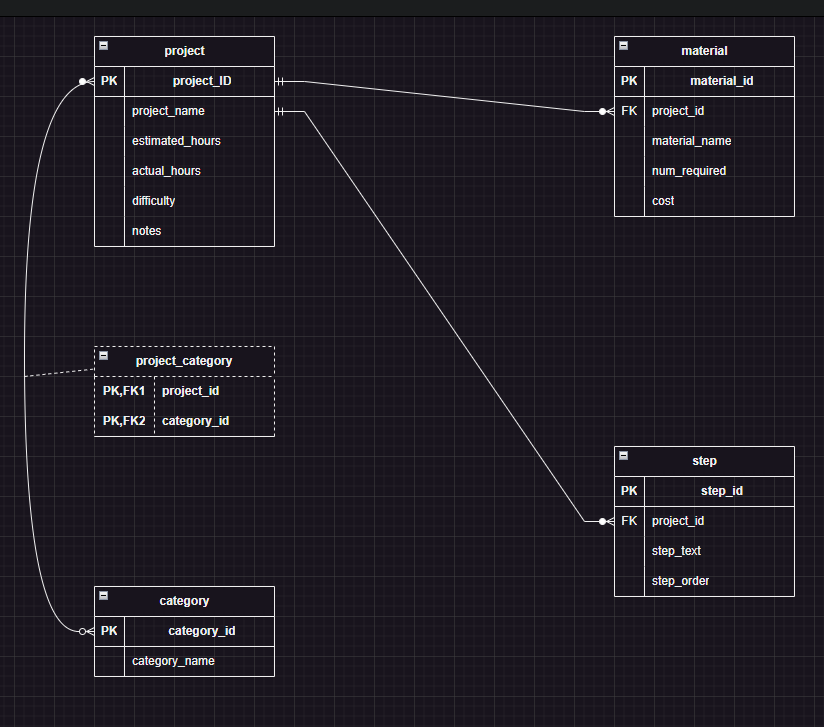 project
PK project_ID
project_name
estimated_hours
actual_hours
difficulty
notes
material
PK material_id
FK project_id
material_name
num_required
cost
project_category
PK,FK1 project_id
PK,FK2 category_id
step
PK step_id
FK project_id
step_text
step_order
category
PK category_id
category_name